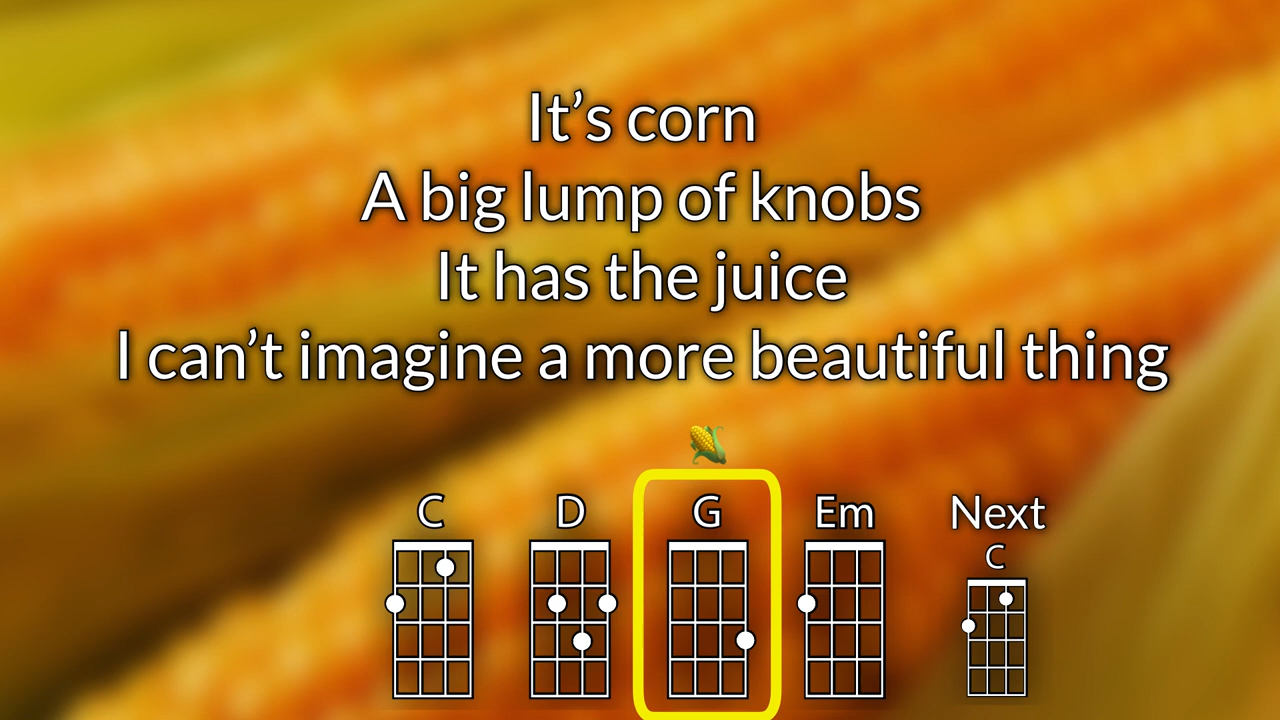 It’s corn
A big lump of knobs
It has the juice
I can’t imagine a more beautiful thing
C D G Em Next
C